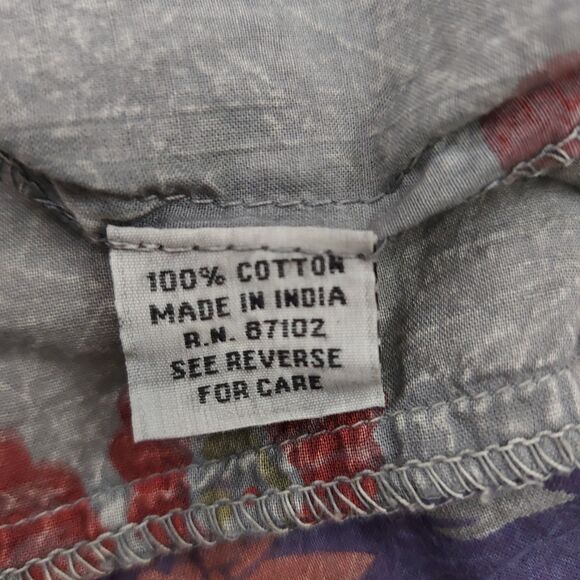 100% COTTON
MADE IN INDIA
R.N. 87102
SEE REVERSE
FOR CARE